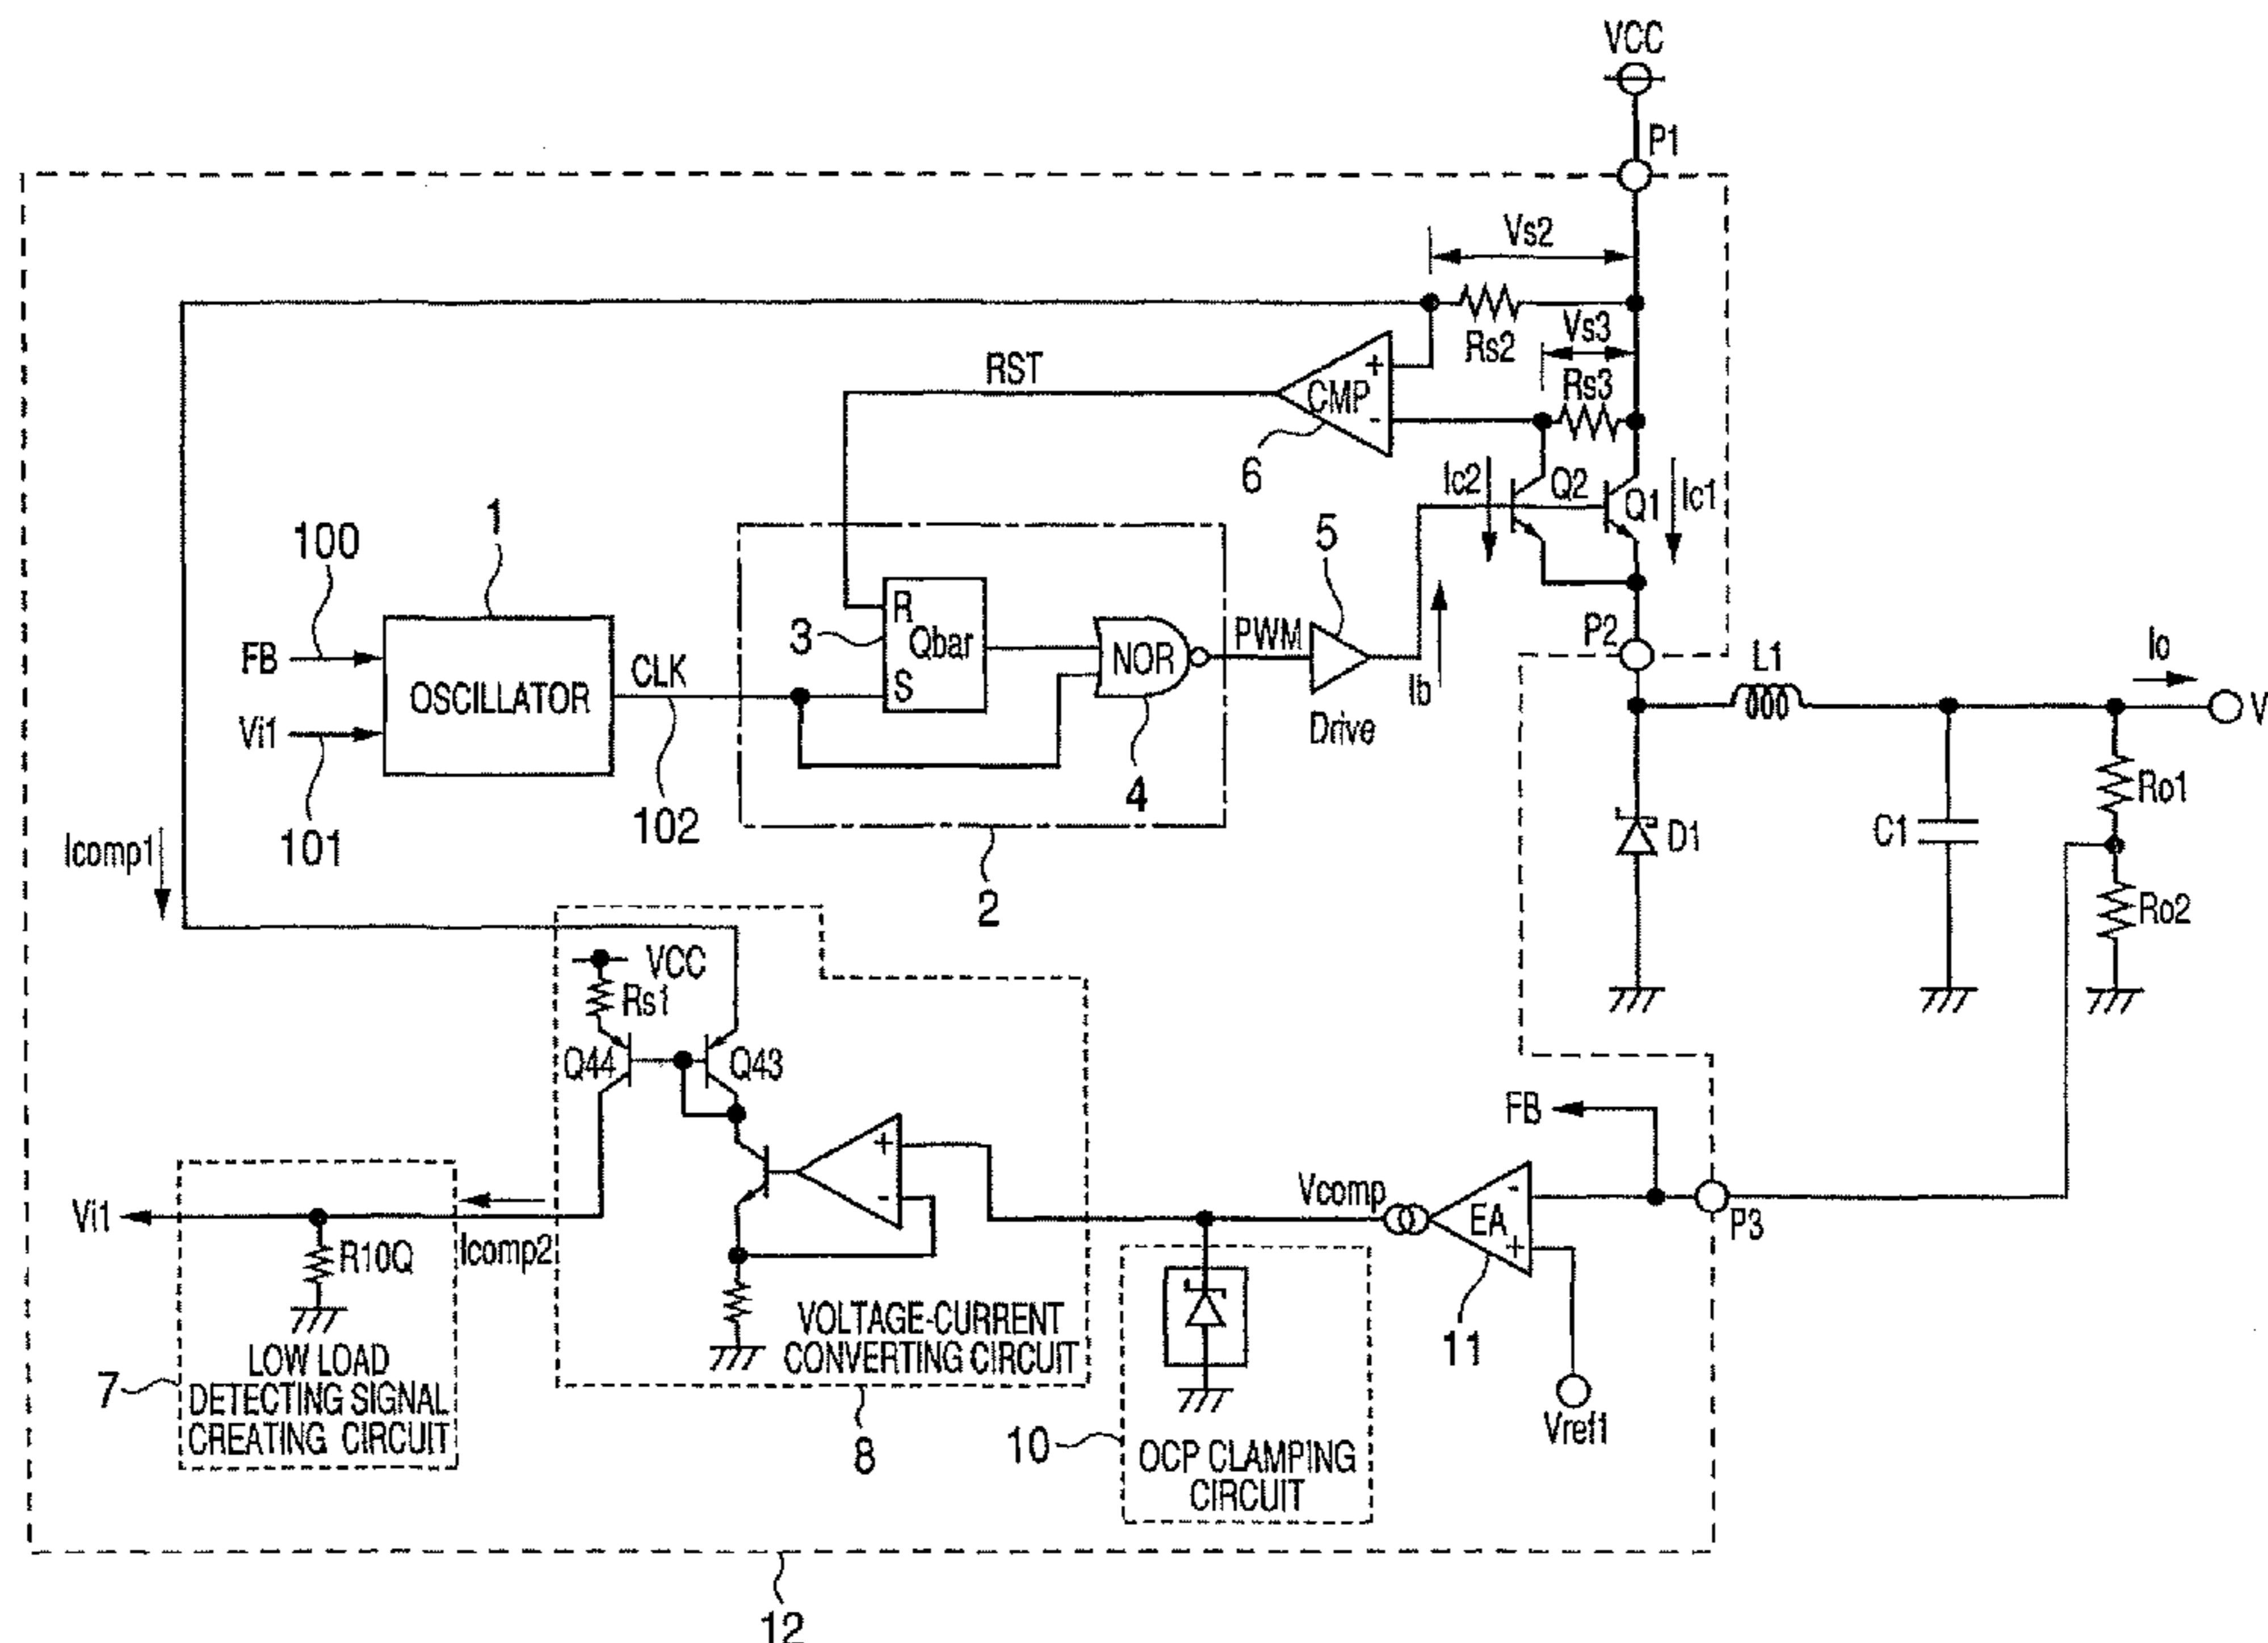 VCC
P1
Vs2
Vs3
Rs2
RST
+
CMP
-
Rs3
6
Ic2
Q2
Q1
Ic1
1
5
100
FB
OSCILLATOR
CLK
3
R
Qbar
S
NOR
PWM
P2
L1
Io
V
Vi1
Ib
Drive
4
Ro1
101
102
D1
C1
Icomp1
2
Ro2
VCC
Rs1
Q44
Q43
FB
+
-
Vcomp
-
EA
+
P3
Vi1
R10Q
Icomp2
VOLTAGE-CURRENT
CONVERTING CIRCUIT
11
7
LOW LOAD
DETECTING SIGNAL
CREATING CIRCUIT
8
10
OCP CLAMPING
CIRCUIT
Vref1
12